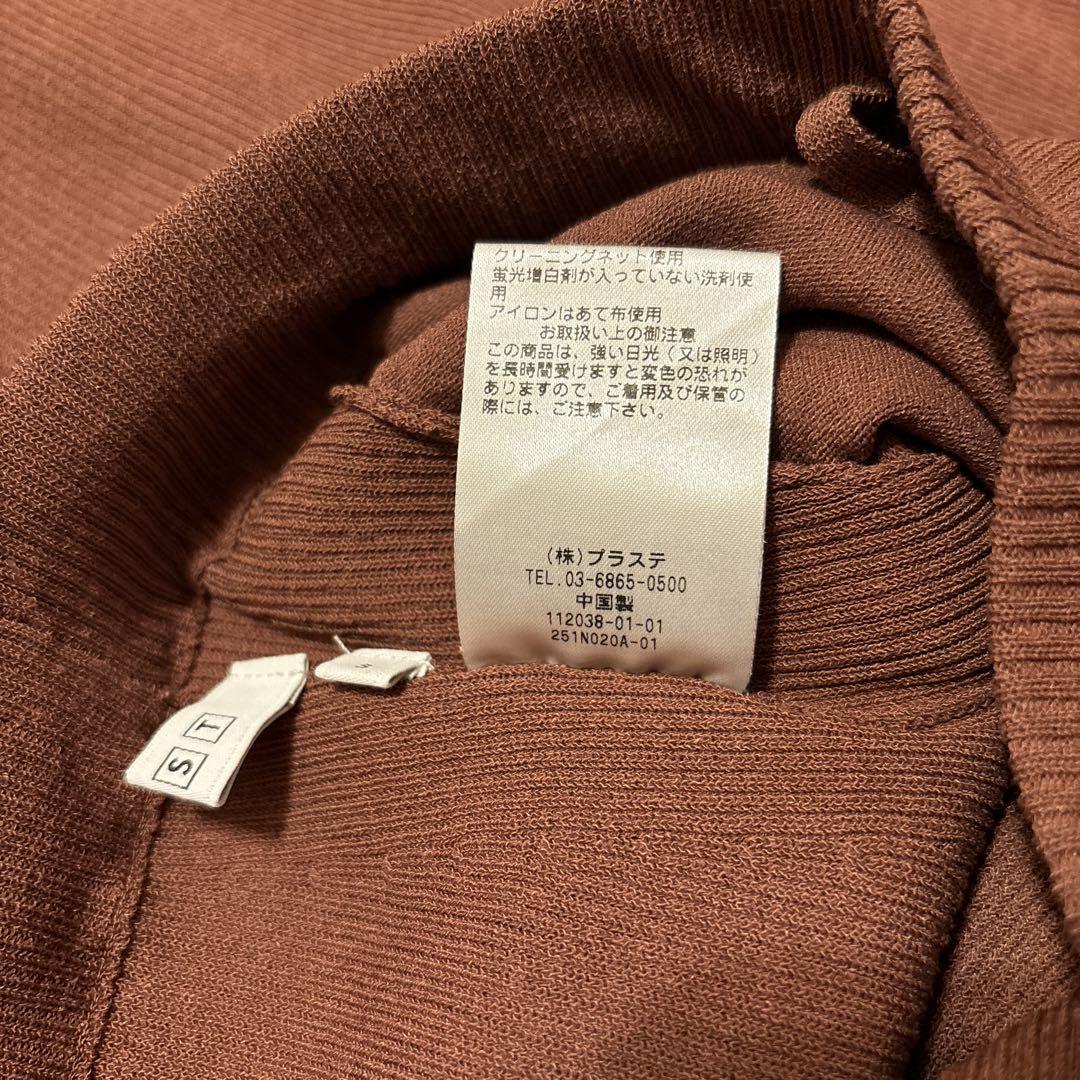 クリーニングネット使用
蛍光増白剤が入っていない洗剤使
用
アイロンはあて布使用
お取扱い上の御注意
この商品は、強い日光(又は照明)
を長時間受けますと変色の恐れが
ありますので、ご着用及び保管の
際には、ご注意下さい。
(株)プラステ
TEL.03-6865-0500
中国製
112038-01-01
251N020A-01
S T